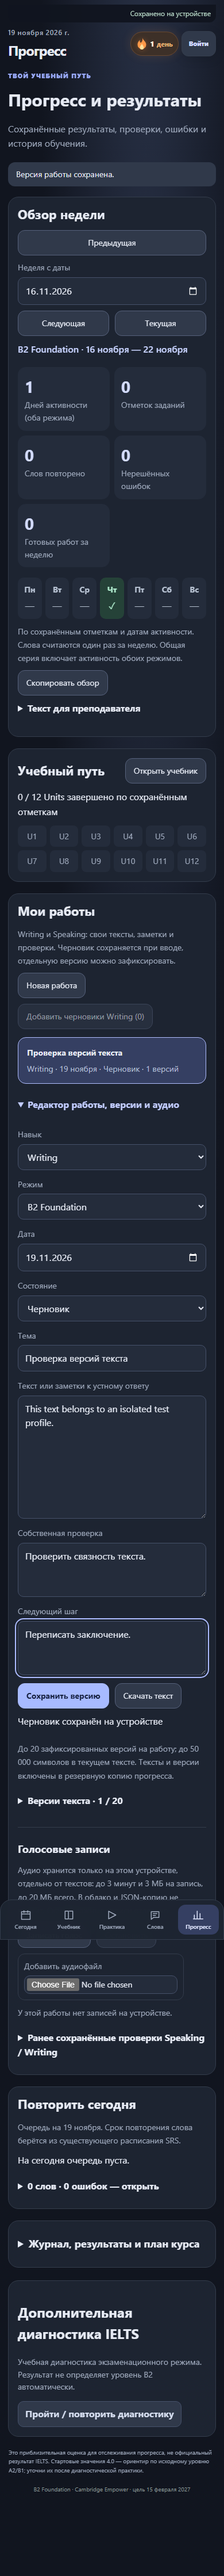 Сохранено на устройстве
19 ноября 2026 г.
Прогресс
🔥 1 день
Войти
ТВОЙ УЧЕБНЫЙ ПУТЬ
Прогресс и результаты
Сохранённые результаты, проверки, ошибки и
история обучения.
Версия работы сохранена.
Обзор недели
Предыдущая
Неделя с даты
16.11.2026
Следующая
Текущая
B2 Foundation · 16 ноября — 22 ноября
1
Дней активности
(оба режима)
0
Отметок заданий
0
Слов повторено
0
Нерешённых
ошибок
0
Готовых работ за
неделю
Пн Вт Ср Чт Пт Сб Вс
— — — ✓ — — —
По сохранённым отметкам и датам активности.
Слова считаются один раз за неделю. Общая
серия включает активность обоих режимов.
Скопировать обзор
▶ Текст для преподавателя
Учебный путь
Открыть учебник
0 / 12 Units завершено по сохранённым
отметкам
U1 U2 U3 U4 U5 U6
U7 U8 U9 U10 U11 U12
Мои работы
Writing и Speaking: свои тексты, заметки и
проверки. Черновик сохраняется при вводе,
отдельную версию можно зафиксировать.
Новая работа
Добавить черновики Writing (0)
Проверка версий текста
Writing · 19 ноября · Черновик · 1 версий
▼ Редактор работы, версии и аудио
Навык
Writing
Режим
B2 Foundation
Дата
19.11.2026
Состояние
Черновик
Тема
Проверка версий текста
Текст или заметки к устному ответу
This text belongs to an isolated test
profile.
Собственная проверка
Проверить связность текста.
Следующий шаг
Переписать заключение.
Сохранить версию
Скачать текст
Черновик сохранён на устройстве
До 20 зафиксированных версий на работу; до 50
000 символов в текущем тексте. Тексты и версии
включены в резервную копию прогресса.
▶ Версии текста · 1 / 20
Голосовые записи
Аудио хранится только на этом устройстве,
отдельно от текстов: до 3 минут и 3 МБ на запись,
до 20 МБ всего. В облако и JSON-копию не
Сегодня
Учебник
Практика
Слова
Прогресс
Добавить аудиофайл
Choose File No file chosen
У этой работы нет записей на устройстве.
▶ Ранее сохранённые проверки Speaking
/ Writing
Повторить сегодня
Очередь на 19 ноября. Срок повторения слова
берётся из существующего расписания SRS.
На сегодня очередь пуста.
▶ 0 слов · 0 ошибок — открыть
▶ Журнал, результаты и план курса
Дополнительная
диагностика IELTS
Учебная диагностика экзаменационного режима.
Результат не определяет уровень B2
автоматически.
Пройти / повторить диагностику
Это приблизительная оценка для отслеживания прогресса, не официальный
результат IELTS. Стартовые значения 4.0 — ориентир по исходному уровню
A2/B1; уточни их после диагностического теста.
B2 Foundation · Cambridge Empower · цель 15 февраля 2027